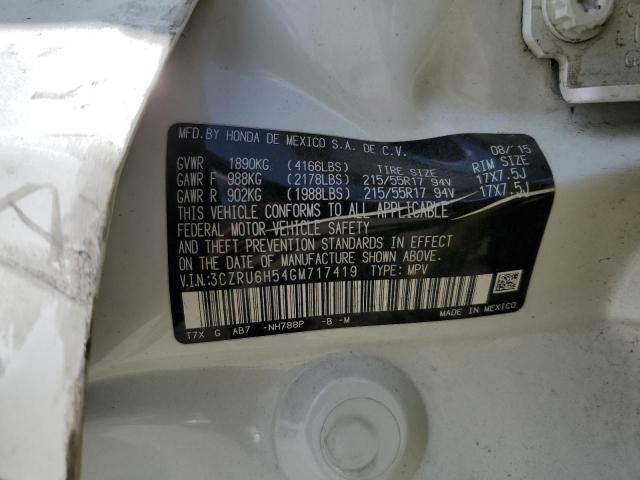 MFD.BY HONDA DE MEXICO S.A. DE C.V. 08/15
GVWR 1890KG (4166LBS) TIRE SIZE RIM SIZE
GAWR F 988KG (2178LBS) 215/55R17 94V 17X7.5J
GAWR R 902KG (1988LBS) 215/55R17 94V 17X7.5J
THIS VEHICLE CONFORMS TO ALL APPLICABLE
FEDERAL MOTOR VEHICLE SAFETY
AND THEFT PREVENTION STANDARDS IN EFFECT
ON THE DATE OF MANUFACTURE SHOWN ABOVE.
V.I.N.:3CZRU6H54GM717419 TYPE: MPV
T7X G AB7 -NH788P -B -M MADE IN MEXICO